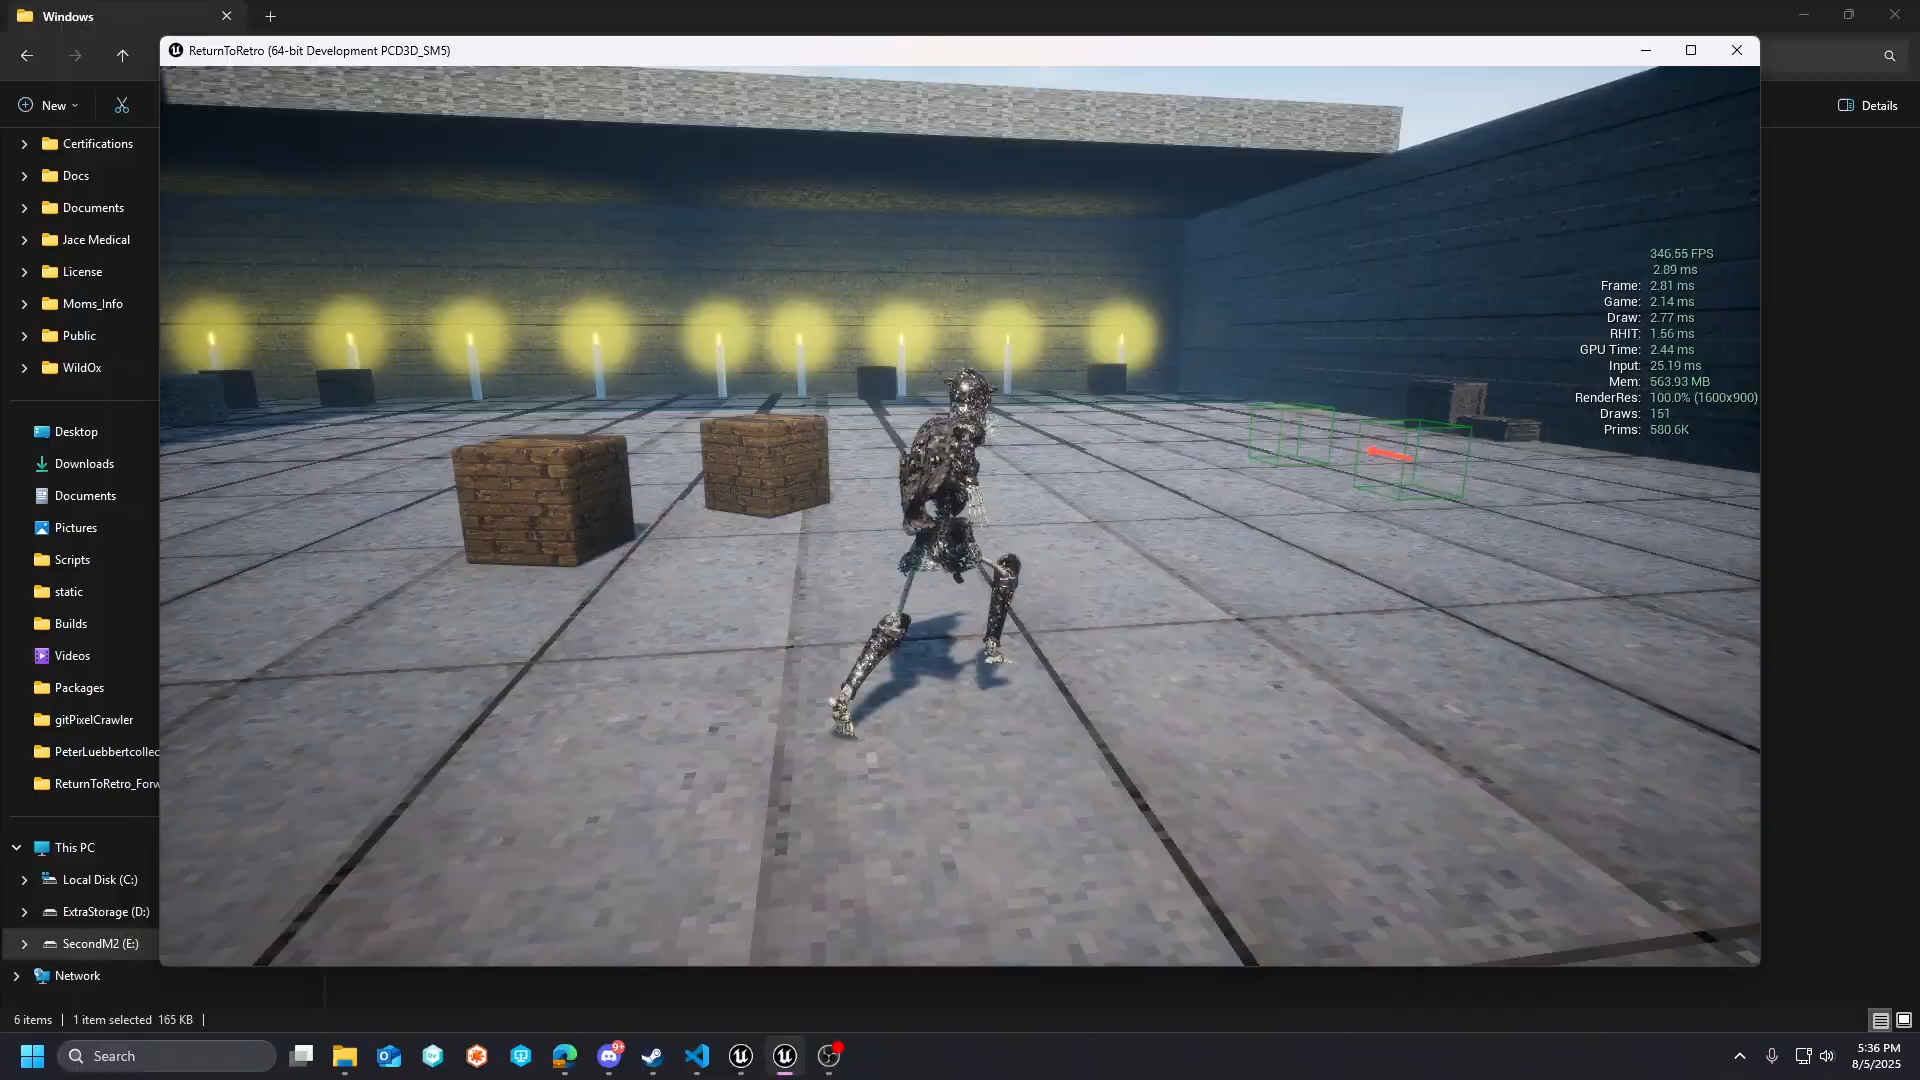 Windows
ReturnToRetro (64-bit Development PCD3D_SM5)
New
Details
Certifications
Docs
Documents
Jace Medical
License
Moms_Info
Public
WildOx
Desktop
Downloads
Documents
Pictures
Scripts
static
Builds
Videos
Packages
gitPixelCrawler
PeterLuebbertcollec
ReturnToRetro_Forw
This PC
Local Disk (C:)
ExtraStorage (D:)
SecondM2 (E:)
Network
346.55 FPS
2.89 ms
Frame: 2.81 ms
Game: 2.14 ms
Draw: 2.77 ms
RHIT: 1.56 ms
GPU Time: 2.44 ms
Input: 25.19 ms
Mem: 563.93 MB
RenderRes: 100.0% (1600x900)
Draws: 151
Prims: 580.6K
6 items | 1 item selected 165 KB |
Search
9+
5:36 PM
8/5/2025